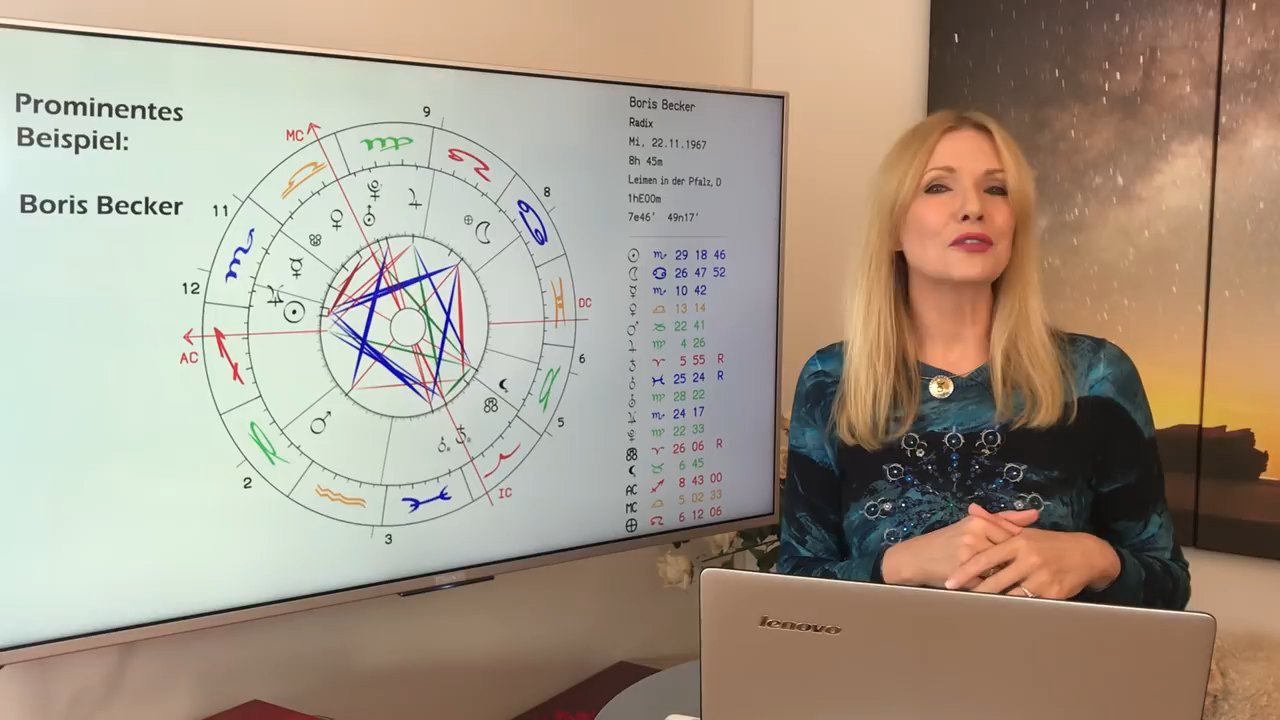 Prominentes
Beispiel:
Boris Becker
MC
9
8
11
12
AC
DC
6
5
2
3
IC
Boris Becker
Radix
Mi, 22.11.1967
8h 45m
Leimen in der Pfalz, D
1hE00m
7e46' 49n17'
29 18 46
26 47 52
10 42
13 14
22 41
4 26
5 55 R
25 24 R
28 22
24 17
22 33
26 06 R
6 45
AC 8 43 00
MC 5 02 33
6 12 06
lenovo